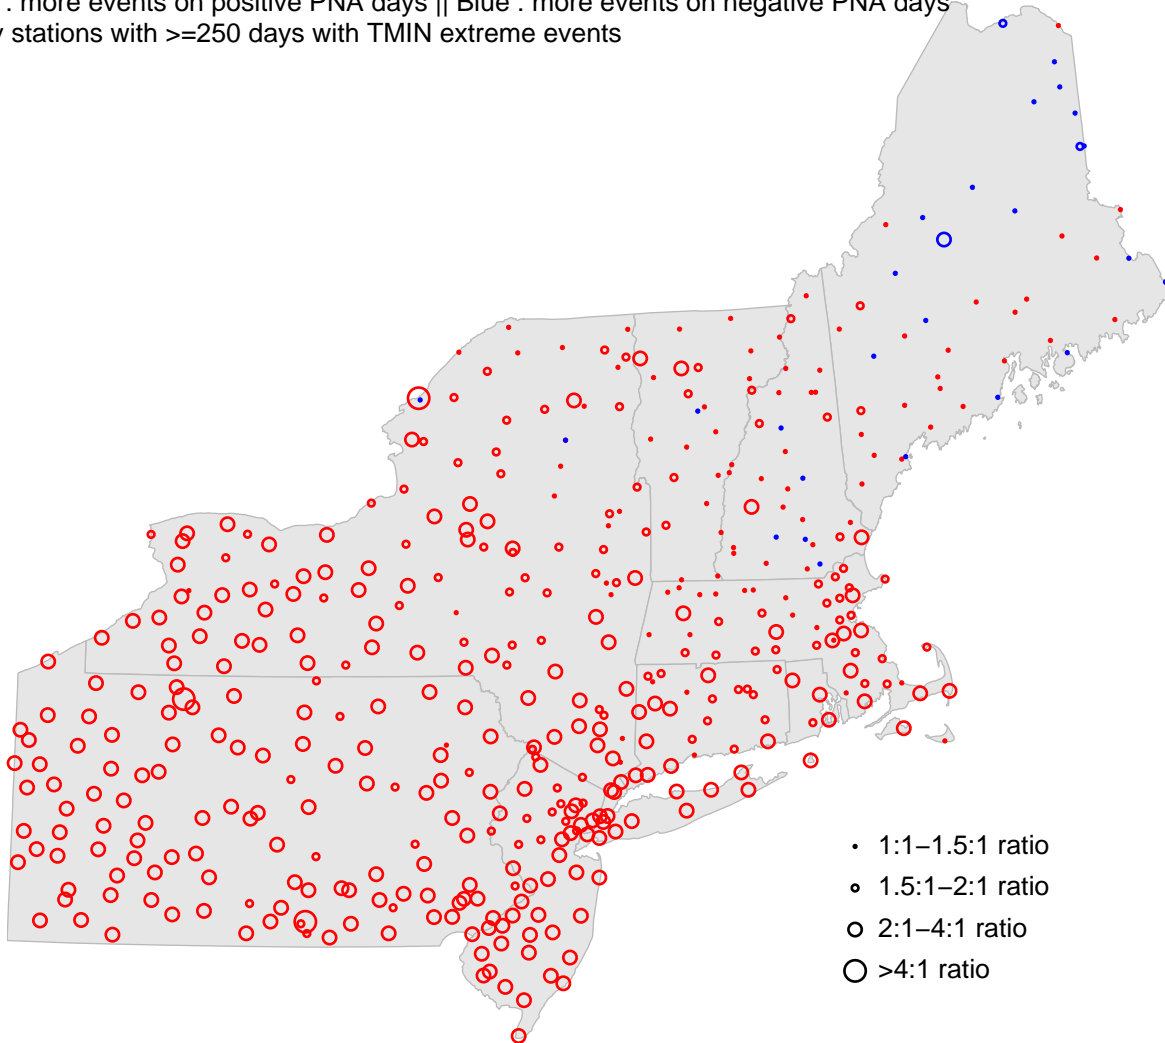 : more events on positive PNA days || Blue : more events on negative PNA days
stations with >=250 days with TMIN extreme events
1:1−1.5:1 ratio
1.5:1−2:1 ratio
2:1−4:1 ratio
>4:1 ratio